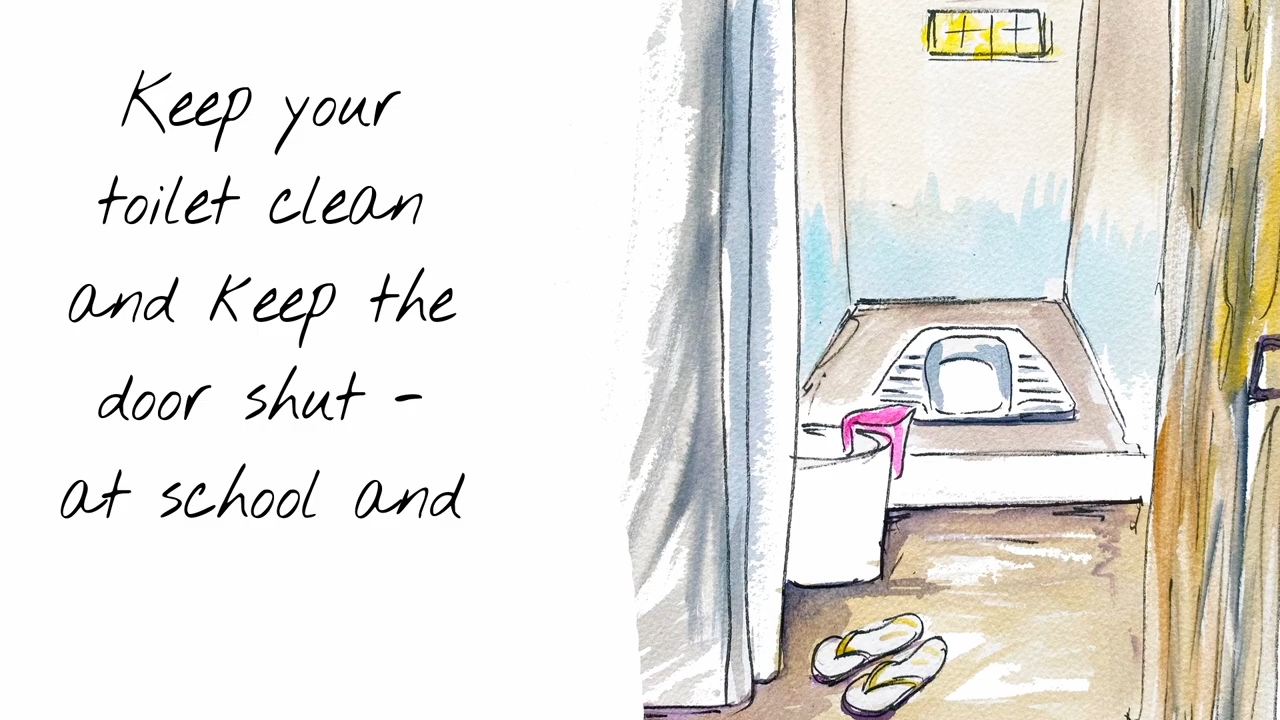 Keep your
toilet clean
and keep the
door shut -
at school and